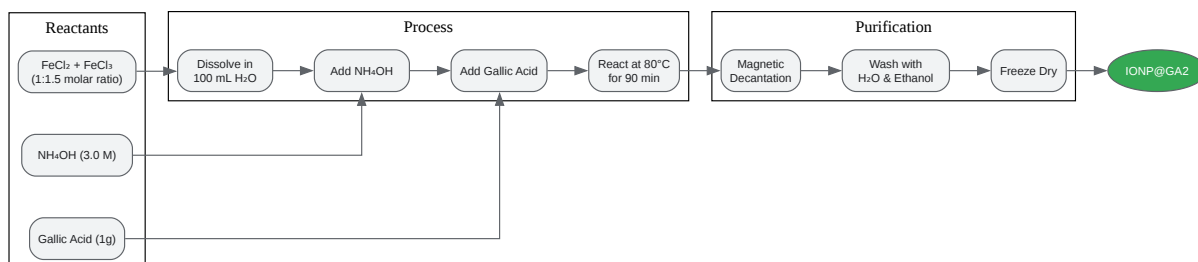 Reactants
FeCl₂ + FeCl₃
(1:1.5 molar ratio)
NH₄OH (3.0 M)
Gallic Acid (1g)
Process
Dissolve in
100 mL H₂O
Add NH₄OH
Add Gallic Acid
React at 80°C
for 90 min
Purification
Magnetic
Decantation
Wash with
H₂O & Ethanol
Freeze Dry
IONP@GA2